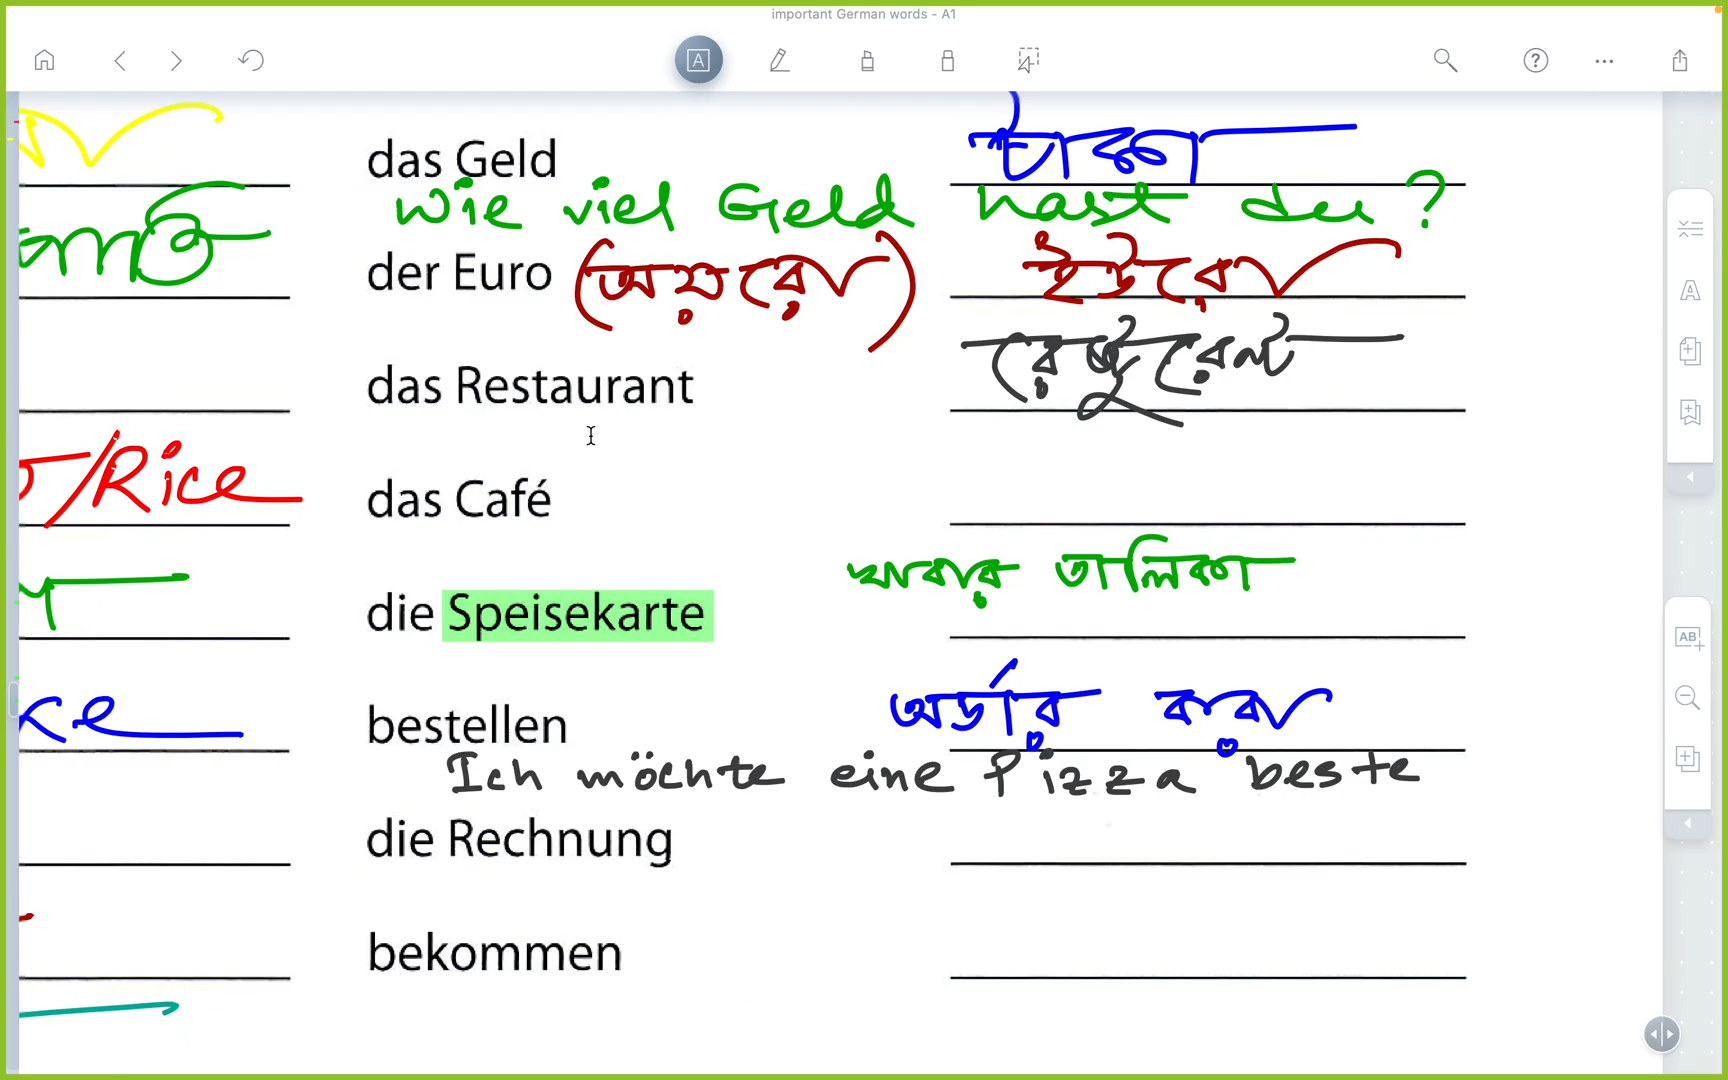 important German words - A1
das Geld টাকা
Wie viel Geld hast du ?
der Euro (অয়রো) ইউরো
das Restaurant রেষ্টুরেন্ট
/Rice
das Café
die Speisekarte খাবার তালিকা
bestellen অর্ডার করা
Ich möchte eine Pizza beste
die Rechnung
bekommen